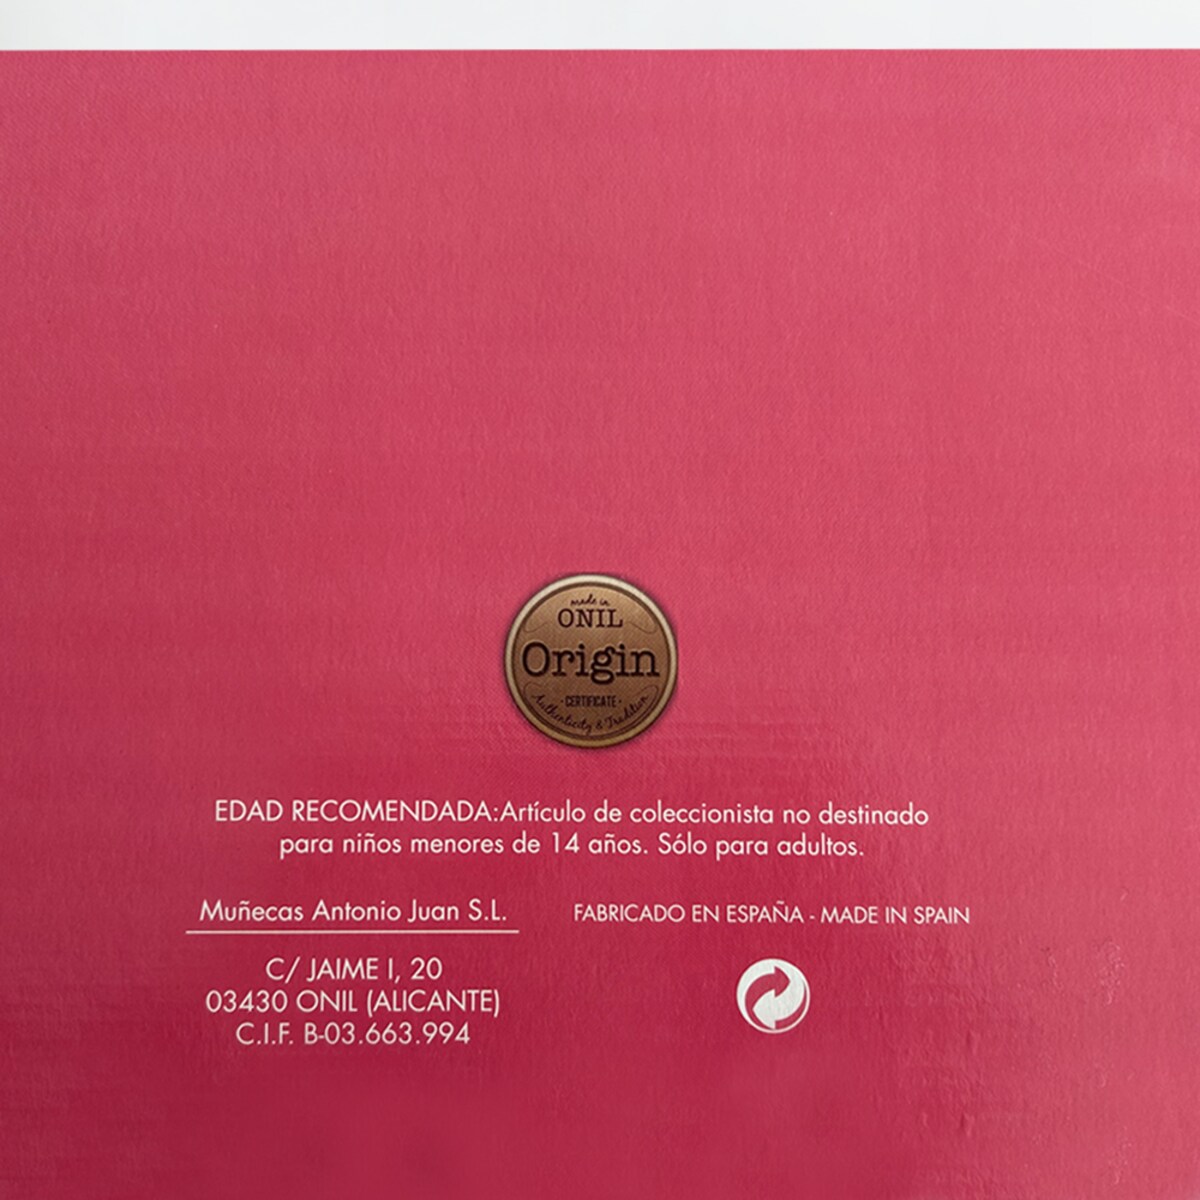 made in
ONIL
Origin
· CERTIFICATE ·
Authenticity & Tradition
EDAD RECOMENDADA:Artículo de coleccionista no destinado
para niños menores de 14 años. Sólo para adultos.
Muñecas Antonio Juan S.L.
C/ JAIME I, 20
03430 ONIL (ALICANTE)
C.I.F. B-03.663.994
FABRICADO EN ESPAÑA - MADE IN SPAIN